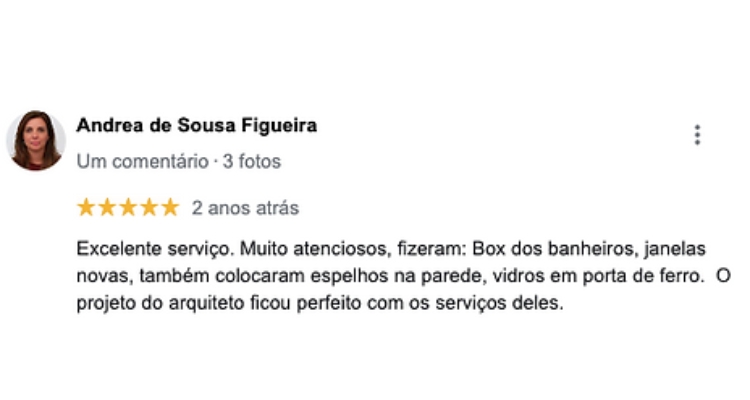 Andrea de Sousa Figueira
Um comentário · 3 fotos
2 anos atrás
Excelente serviço. Muito atenciosos, fizeram: Box dos banheiros, janelas
novas, também colocaram espelhos na parede, vidros em porta de ferro.  O
projeto do arquiteto ficou perfeito com os serviços deles.